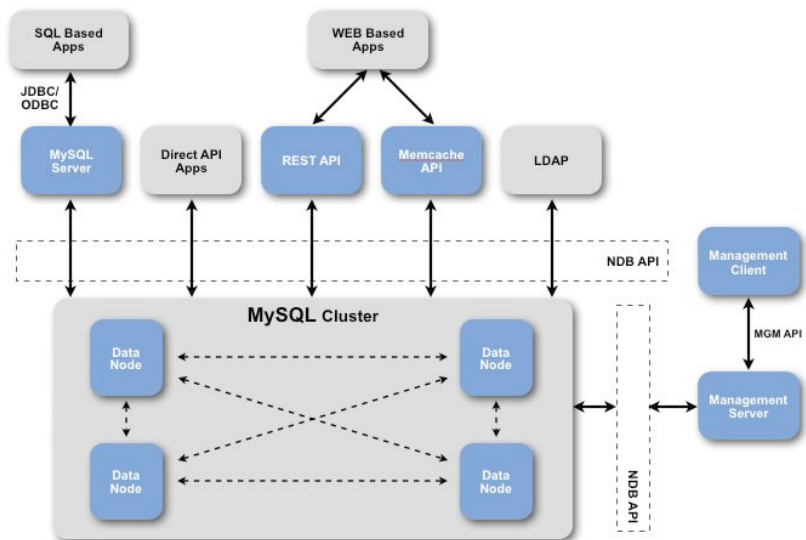 SQL Based
Apps
WEB Based
Apps
JDBC/
ODBC
MySQL
Server
Direct API
Apps
REST API
Memcache
API
LDAP
NDB API
Management
Client
MySQL Cluster
MGM API
Data
Node
Data
Node
Management
Server
Data
Node
Data
Node
NDB API